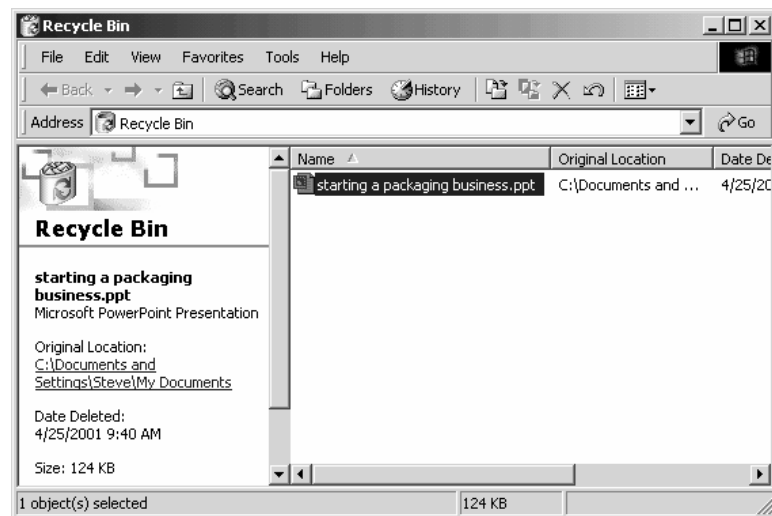 Recycle Bin
File Edit View Favorites Tools Help
Back Search Folders History
Address Recycle Bin Go
Name Original Location Date De
starting a packaging business.ppt C:\Documents and ... 4/25/20
Recycle Bin
starting a packaging
business.ppt
Microsoft PowerPoint Presentation
Original Location:
C:\Documents and
Settings\Steve\My Documents
Date Deleted:
4/25/2001 9:40 AM
Size: 124 KB
1 object(s) selected 124 KB